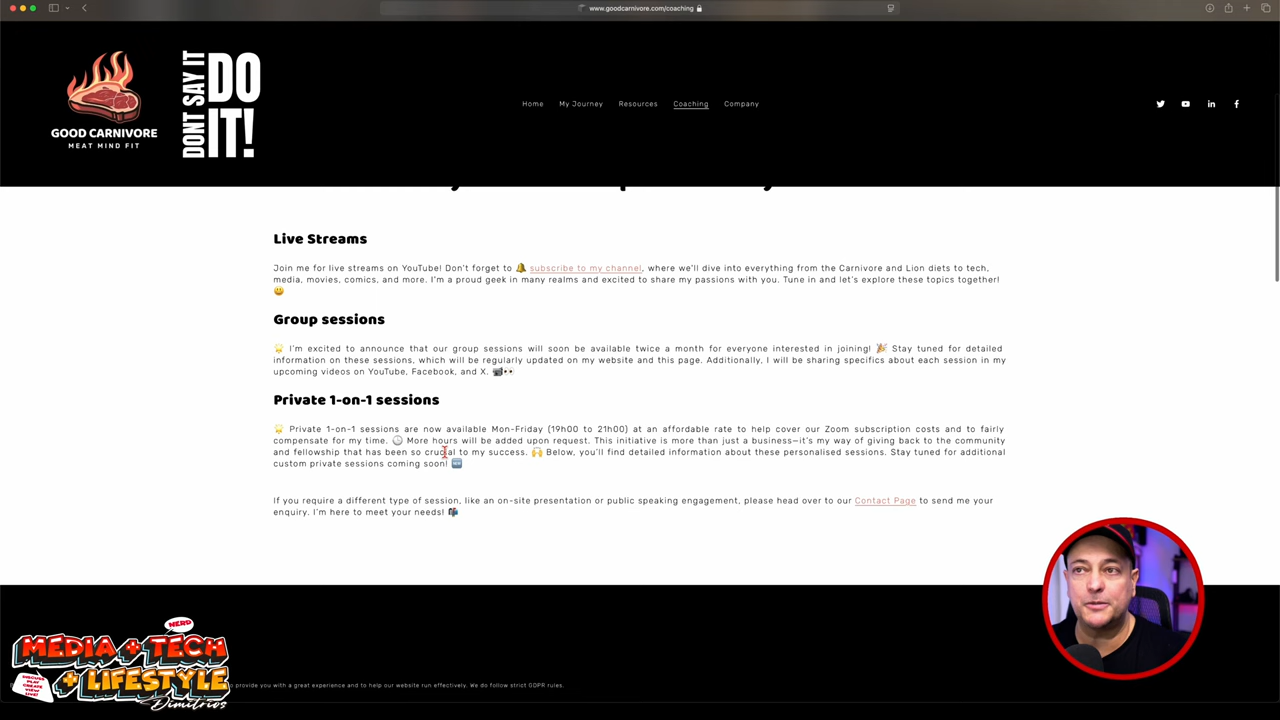 www.goodcarnivore.com/coaching
GOOD CARNIVORE
MEAT MIND FIT
DONT SAY IT
DO
IT!
Home
My Journey
Resources
Coaching
Company
Live Streams
Join me for live streams on YouTube! Don't forget to 🔔 subscribe to my channel, where we'll dive into everything from the Carnivore and Lion diets to tech,
media, movies, comics, and more. I'm a proud geek in many realms and excited to share my passions with you. Tune in and let's explore these topics together!
😃
Group sessions
🌟 I'm excited to announce that our group sessions will soon be available twice a month for everyone interested in joining! 🎉 Stay tuned for detailed
information on these sessions, which will be regularly updated on my website and this page. Additionally, I will be sharing specifics about each session in my
upcoming videos on YouTube, Facebook, and X. 📹👀
Private 1-on-1 sessions
🌟 Private 1-on-1 sessions are now available Mon-Friday (19h00 to 21h00) at an affordable rate to help cover our Zoom subscription costs and to fairly
compensate for my time. 🕒 More hours will be added upon request. This initiative is more than just a business—it's my way of giving back to the community
and fellowship that has been so crucial to my success. 🙌 Below, you'll find detailed information about these personalised sessions. Stay tuned for additional
custom private sessions coming soon! 🆕
If you require a different type of session, like an on-site presentation or public speaking engagement, please head over to our Contact Page to send me your
enquiry. I'm here to meet your needs! 📬
NERD
MEDIA + TECH
+ LIFESTYLE
DISCUSS
PLAY
CREATE
VIEW
LIVE!
Dimitrios
to provide you with a great experience and to help our website run effectively. We do follow strict GDPR rules.